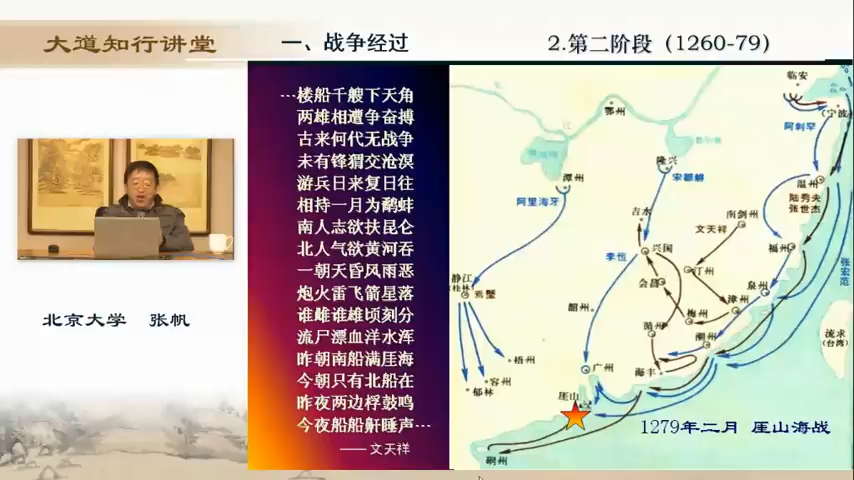 大道知行讲堂
一、战争经过
2.第二阶段（1260-79）
北京大学 张帆
···楼船千艘下天角
两雄相遭争奋搏
古来何代无战争
未有锋猬交沧溟
游兵日来复日往
相持一月为鹬蚌
南人志欲扶昆仑
北人气欲黄河吞
一朝天昏风雨恶
炮火雷飞箭星落
谁雌谁雄顷刻分
流尸漂血洋水浑
昨朝南船满厓海
今朝只有北船在
昨夜两边桴鼓鸣
今夜船船鼾睡声···
——文天祥
临安
宁波
鄂州
江
阿剌罕
隆兴
宋都䚟
潭州
阿里海牙
温州
陆秀夫
张世杰
吉水
南剑州
文天祥
福州
兴国
李恒
汀州
张宏范
静江
(桂林)
会昌
泉州
韶州
梅州
漳州
循州
潮州
流求
(台湾)
梧州
广州
海丰
容州
郁林
厓山
1279年二月 厓山海战
硇州